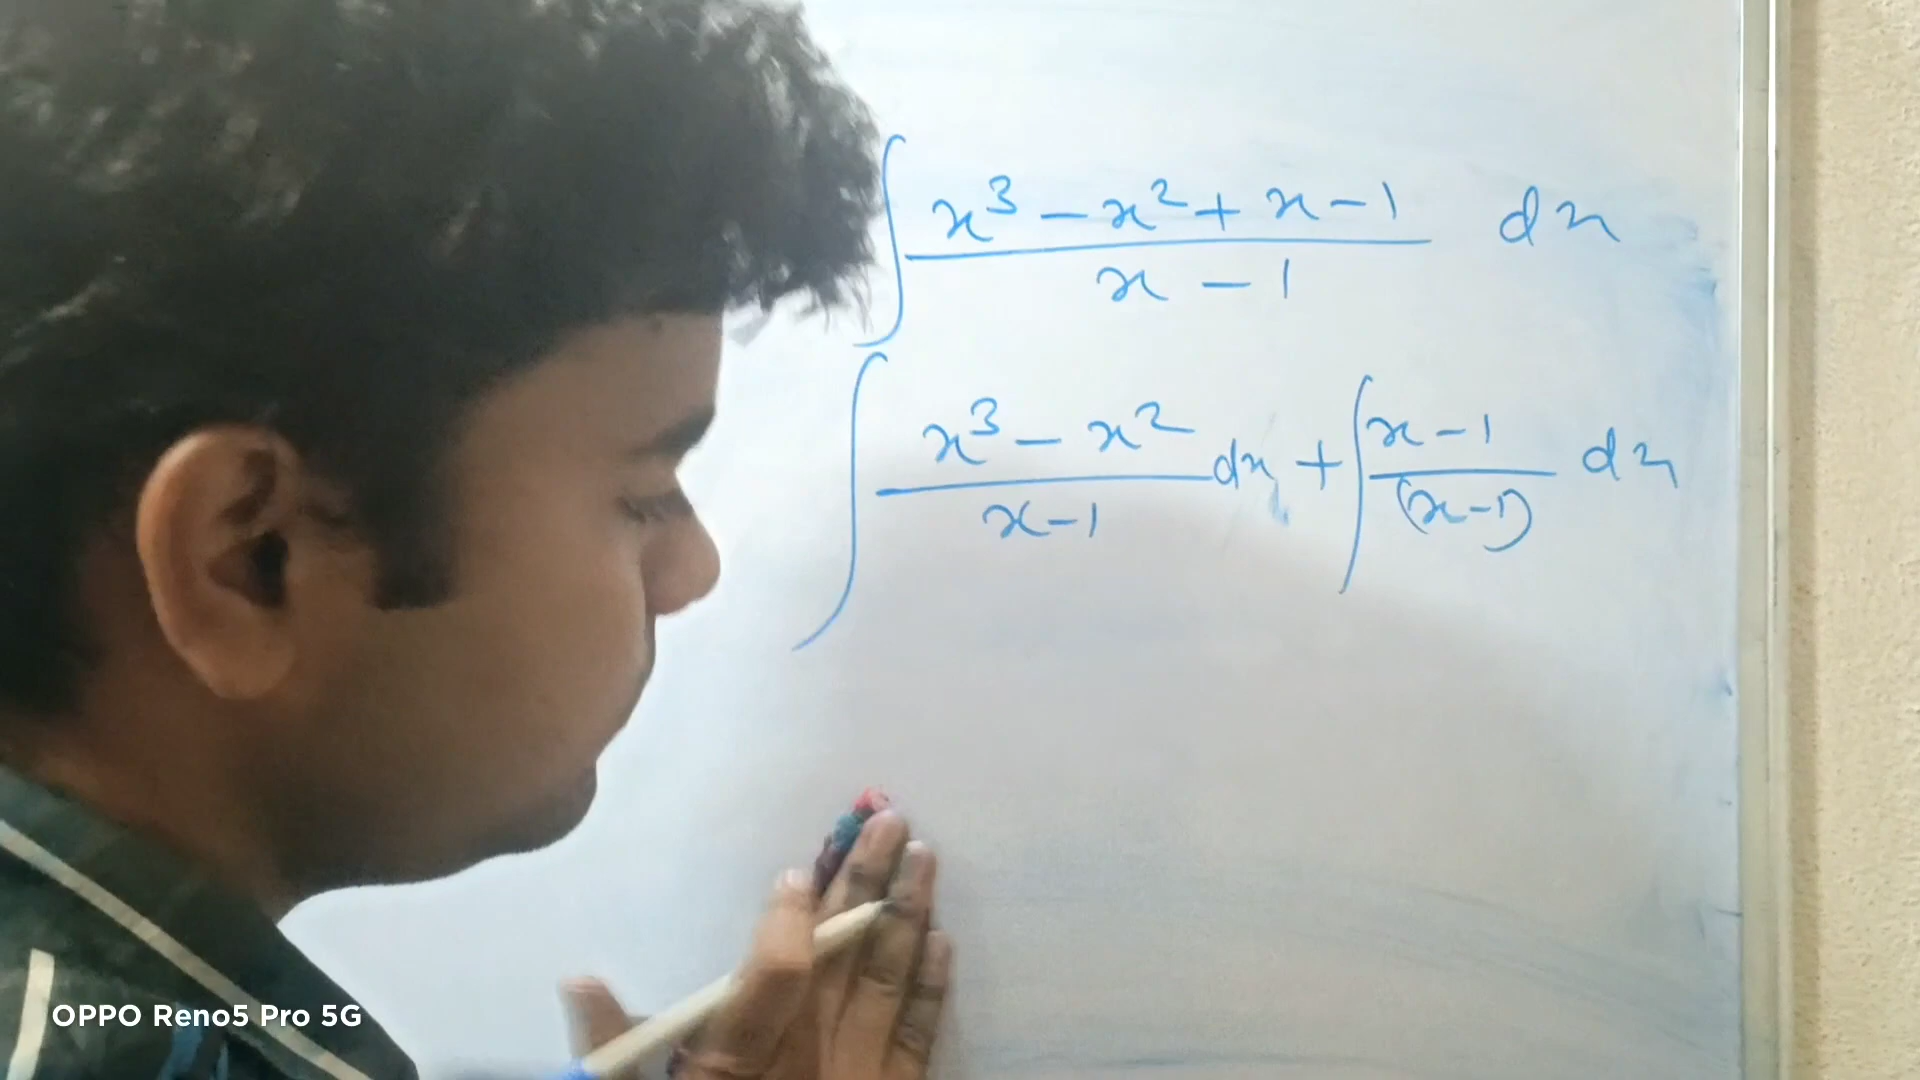 ∫ x³ - x² + x - 1 / x - 1 dx
∫ x³ - x² / x - 1 dx + ∫ x - 1 / (x - 1) dx
OPPO Reno5 Pro 5G